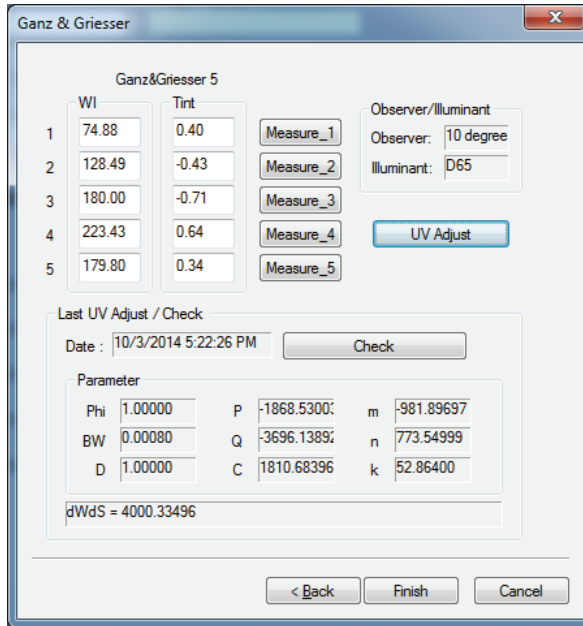 Ganz & Griesser
Ganz&Griesser 5
WI Tint
1 74.88 0.40 Measure_1
2 128.49 -0.43 Measure_2
3 180.00 -0.71 Measure_3
4 223.43 0.64 Measure_4
5 179.80 0.34 Measure_5
Observer/Illuminant
Observer: 10 degree
Illuminant: D65
UV Adjust
Last UV Adjust / Check
Date : 10/3/2014 5:22:26 PM Check
Parameter
Phi 1.00000 P -1868.53003 m -981.89697
BW 0.00080 Q -3696.13892 n 773.54999
D 1.00000 C 1810.68396 k 52.86400
dWdS = 4000.33496
< Back Finish Cancel